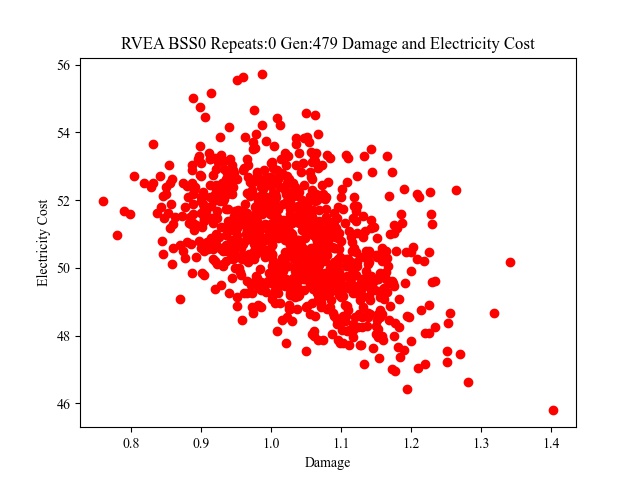 RVEA BSS0 Repeats:0 Gen:479 Damage and Electricity Cost
56
54
52
50
48
46
Electricity Cost
0.8 0.9 1.0 1.1 1.2 1.3 1.4
Damage